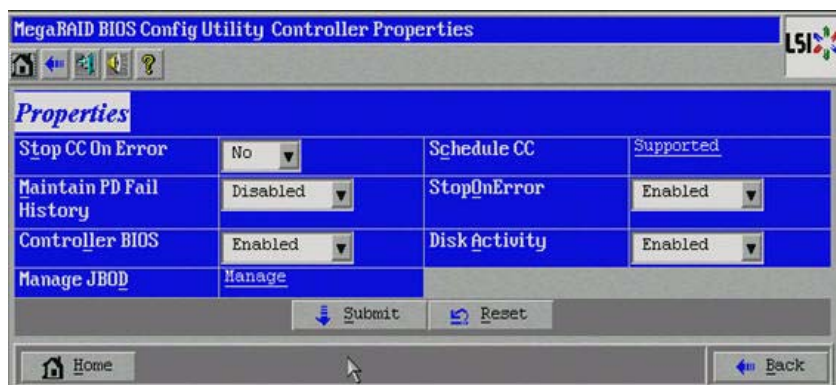 MegaRAID BIOS Config Utility Controller Properties
LSI
Properties
Stop CC On Error No Schedule CC Supported
Maintain PD Fail History Disabled StopOnError Enabled
Controller BIOS Enabled Disk Activity Enabled
Manage JBOD Manage
Submit Reset
Home Back